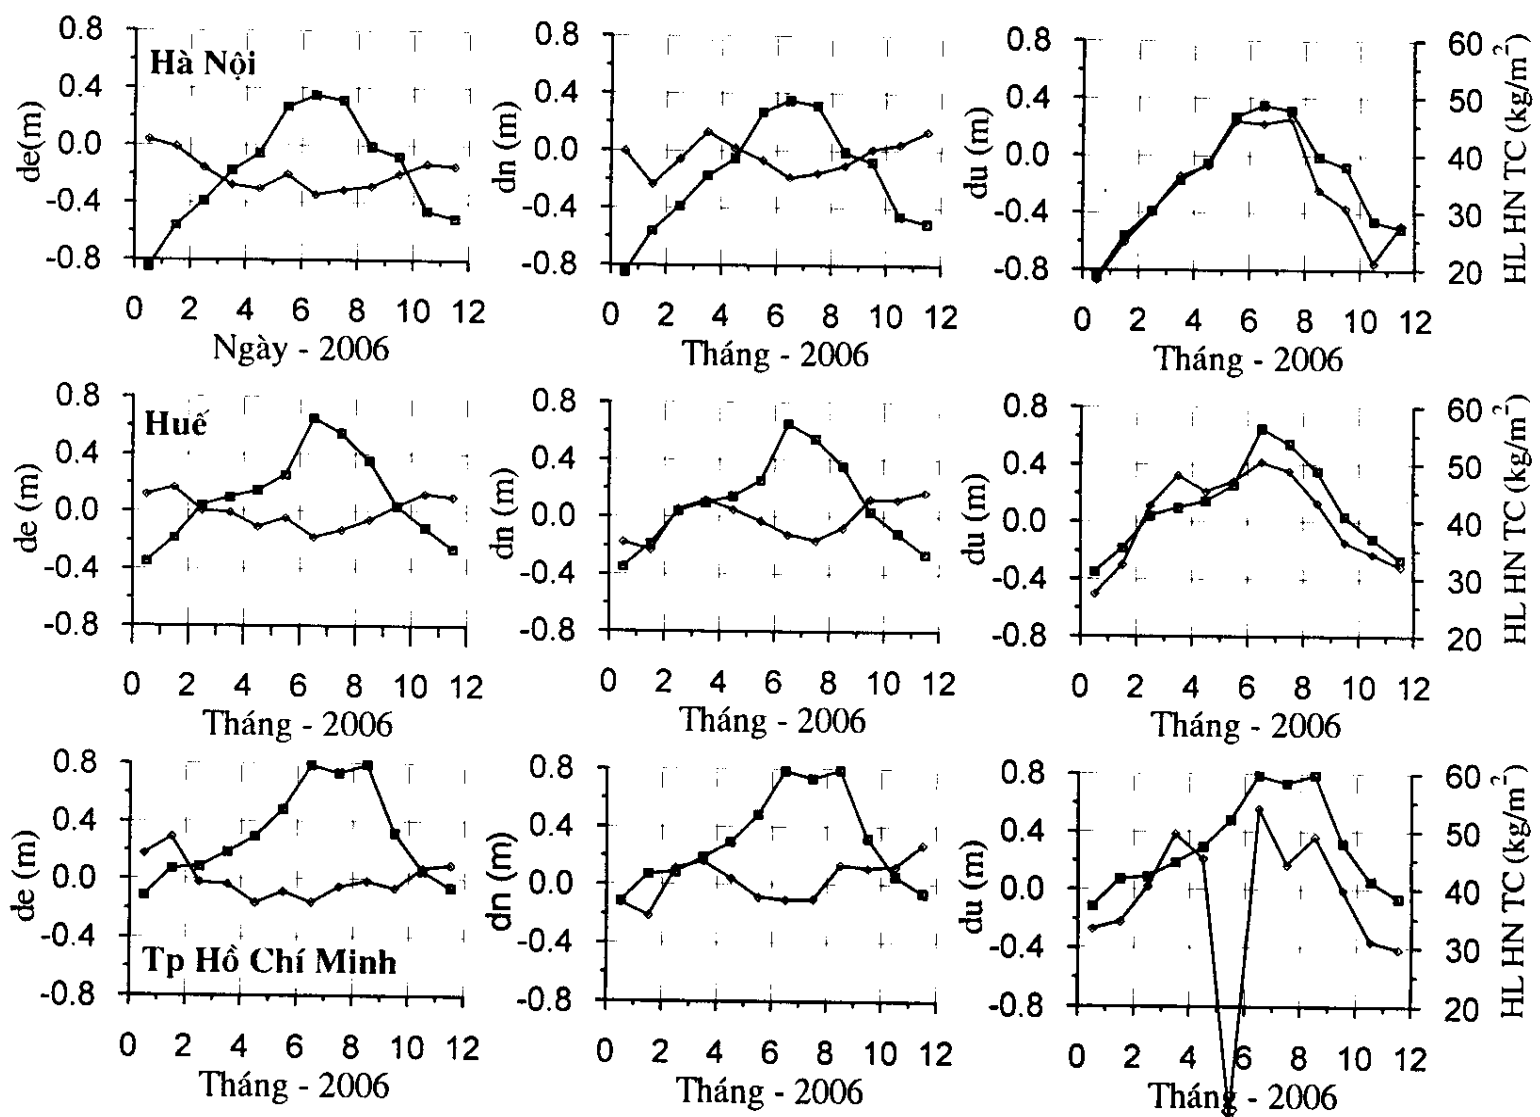 0.8 0.4 0.0 -0.4 -0.8
de(m)
Hà Nội
0 2 4 6 8 10 12
Ngày - 2006
0.8 0.4 0.0 -0.4 -0.8
dn (m)
0 2 4 6 8 10 12
Tháng - 2006
0.8 0.4 0.0 -0.4 -0.8
du (m)
60 50 40 30 20
HL HN TC (kg/m²)
0 2 4 6 8 10 12
Tháng - 2006
0.8 0.4 0.0 -0.4 -0.8
de (m)
Huế
0 2 4 6 8 10 12
Tháng - 2006
0.8 0.4 0.0 -0.4 -0.8
dn (m)
0 2 4 6 8 10 12
Tháng - 2006
0.8 0.4 0.0 -0.4 -0.8
du (m)
60 50 40 30 20
HL HN TC (kg/m²)
0 2 4 6 8 10 12
Tháng - 2006
0.8 0.4 0.0 -0.4 -0.8
de (m)
Tp Hồ Chí Minh
0 2 4 6 8 10 12
Tháng - 2006
0.8 0.4 0.0 -0.4 -0.8
dn (m)
0 2 4 6 8 10 12
Tháng - 2006
0.8 0.4 0.0 -0.4 -0.8
du (m)
60 50 40 30 20
HL HN TC (kg/m²)
0 2 4 6 8 10 12
Tháng - 2006